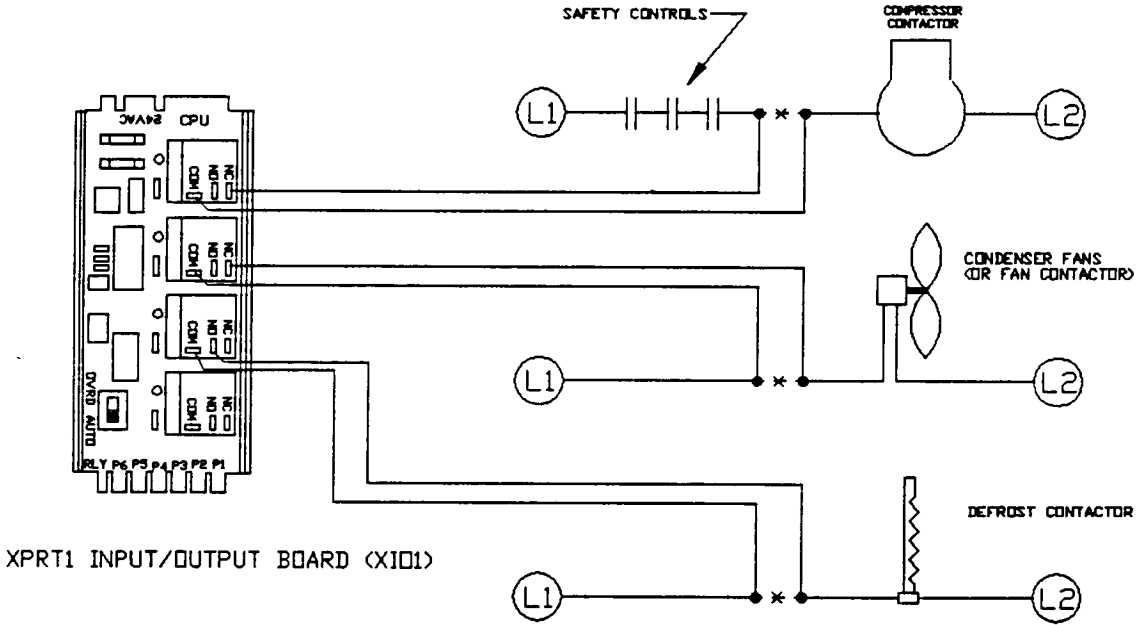 SAFETY CONTROLS
COMPRESSOR
CONTACTOR
L1
L2
24VAC
CPU
COM
NO
NC
COM
NO
NC
CONDENSER FANS
(OR FAN CONTACTOR)
COM
NO
NC
L1
L2
COM
NO
NC
OVRD AUTO
RLY P6 P5 P4 P3 P2 P1
DEFROST CONTACTOR
XPRT1 INPUT/OUTPUT BOARD (XIO1)
L1
L2